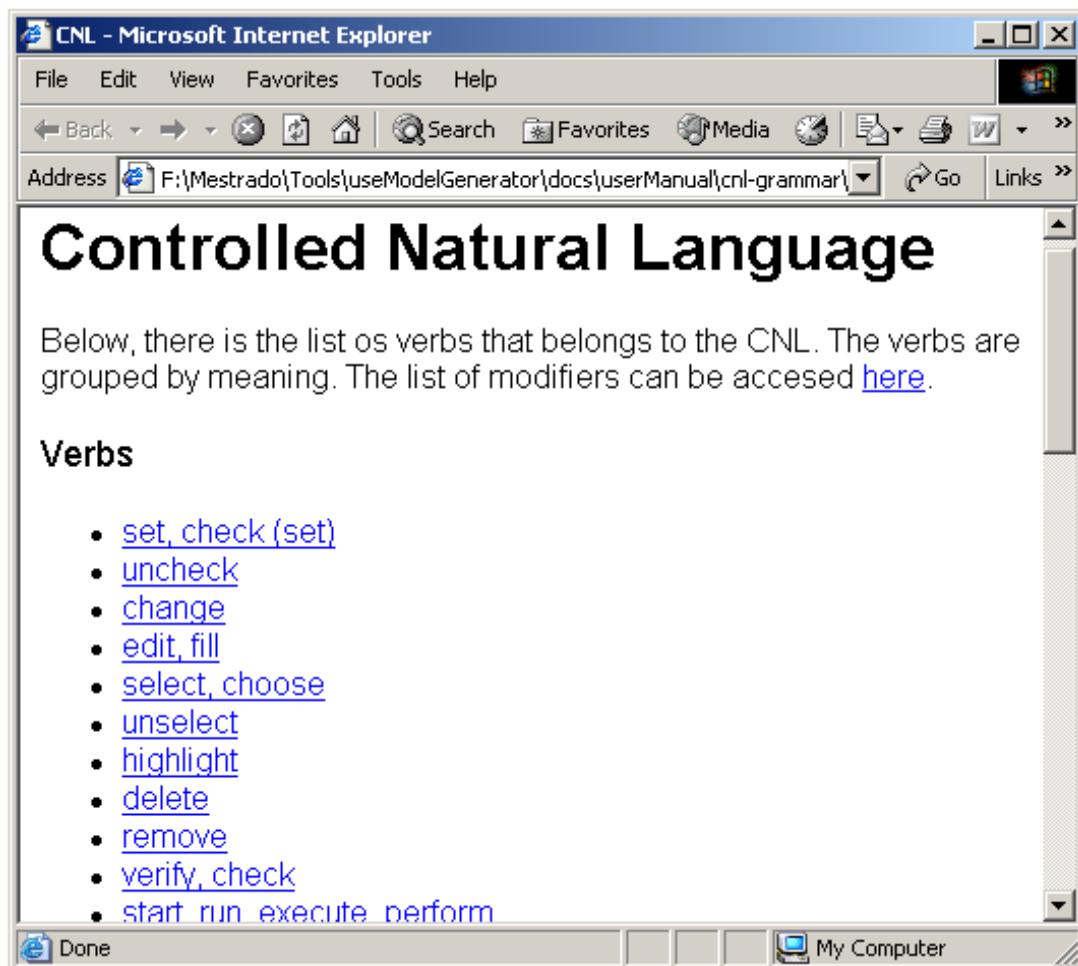 CNL - Microsoft Internet Explorer
File Edit View Favorites Tools Help
Back Search Favorites Media »
Address F:\Mestrado\Tools\useModelGenerator\docs\userManual\cnl-grammar\ Go Links »
Controlled Natural Language
Below, there is the list os verbs that belongs to the CNL. The verbs are
grouped by meaning. The list of modifiers can be accesed here.
Verbs
• set, check (set)
• uncheck
• change
• edit, fill
• select, choose
• unselect
• highlight
• delete
• remove
• verify, check
• start, run, execute, perform
Done My Computer